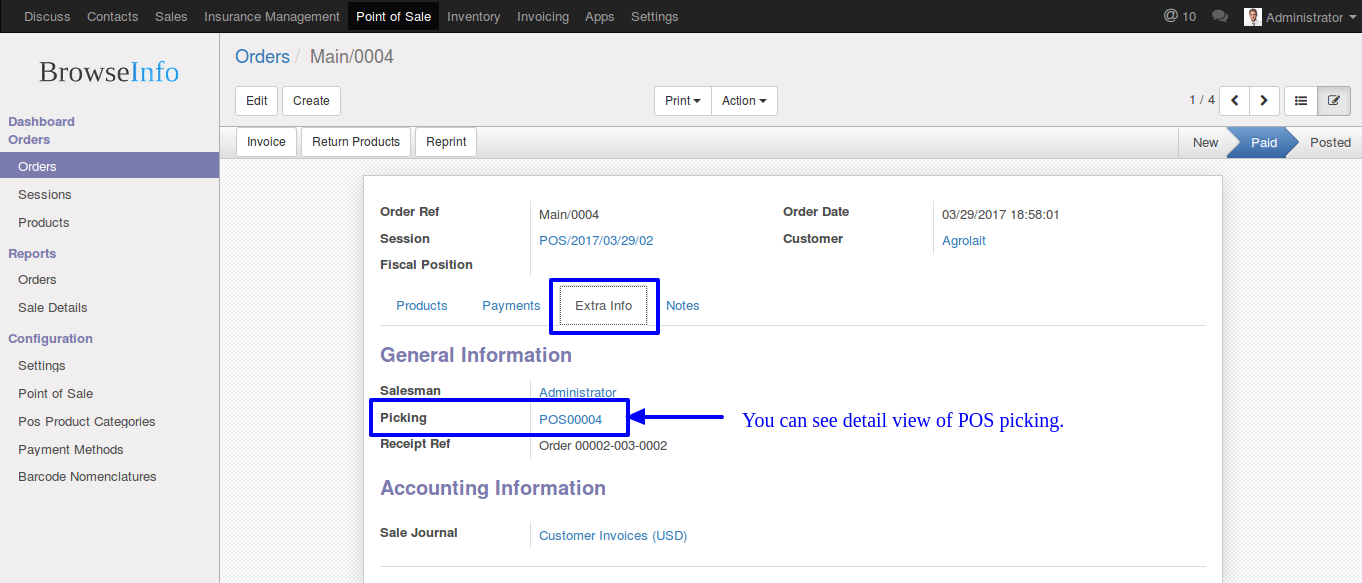 Discuss Contacts Sales Insurance Management Point of Sale Inventory Invoicing Apps Settings @ 10 Administrator
BrowseInfo
Dashboard
Orders
Orders
Sessions
Products
Reports
Orders
Sale Details
Configuration
Settings
Point of Sale
Pos Product Categories
Payment Methods
Barcode Nomenclatures
Orders / Main/0004
Edit Create Print Action 1 / 4
Invoice Return Products Reprint New Paid Posted
Order Ref Main/0004 Order Date 03/29/2017 18:58:01
Session POS/2017/03/29/02 Customer Agrolait
Fiscal Position
Products Payments Extra Info Notes
General Information
Salesman Administrator
Picking POS00004 You can see detail view of POS picking.
Receipt Ref Order 00002-003-0002
Accounting Information
Sale Journal Customer Invoices (USD)